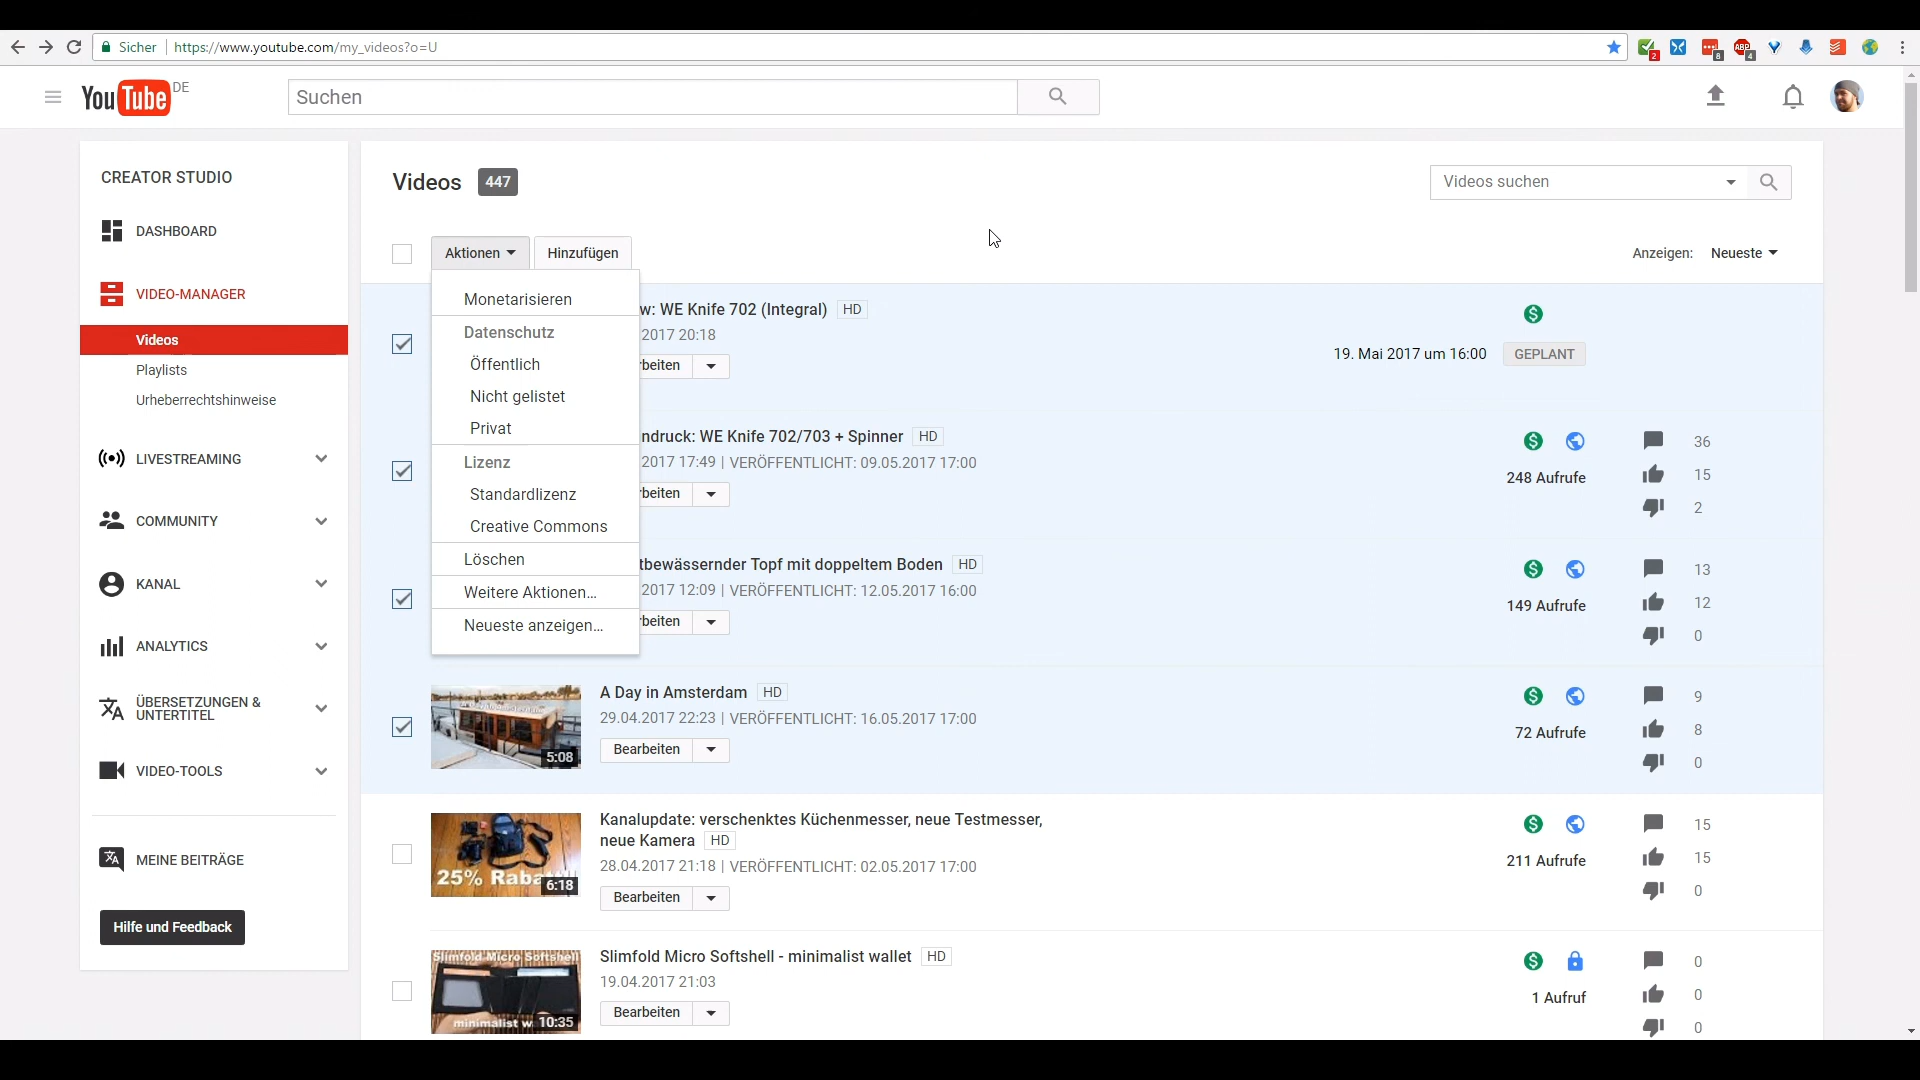 Sicher https://www.youtube.com/my_videos?o=U
2 8 ABP 4
YouTube DE
Suchen
CREATOR STUDIO
DASHBOARD
VIDEO-MANAGER
Videos
Playlists
Urheberrechtshinweise
LIVESTREAMING
COMMUNITY
KANAL
ANALYTICS
ÜBERSETZUNGEN &
UNTERTITEL
VIDEO-TOOLS
MEINE BEITRÄGE
Hilfe und Feedback
Videos 447
Videos suchen
Aktionen Hinzufügen
Anzeigen: Neueste
Monetarisieren
Datenschutz
Öffentlich
Nicht gelistet
Privat
Lizenz
Standardlizenz
Creative Commons
Löschen
Weitere Aktionen...
Neueste anzeigen...
w: WE Knife 702 (Integral) HD
2017 20:18
beiten
19. Mai 2017 um 16:00 GEPLANT
ndruck: WE Knife 702/703 + Spinner HD
2017 17:49 | VERÖFFENTLICHT: 09.05.2017 17:00
beiten
248 Aufrufe
36
15
2
tbewässernder Topf mit doppeltem Boden HD
2017 12:09 | VERÖFFENTLICHT: 12.05.2017 16:00
beiten
149 Aufrufe
13
12
0
5:08
A Day in Amsterdam HD
29.04.2017 22:23 | VERÖFFENTLICHT: 16.05.2017 17:00
Bearbeiten
72 Aufrufe
9
8
0
25% Raba
6:18
Kanalupdate: verschenktes Küchenmesser, neue Testmesser,
neue Kamera HD
28.04.2017 21:18 | VERÖFFENTLICHT: 02.05.2017 17:00
Bearbeiten
211 Aufrufe
15
15
0
Slimfold Micro Softshell
minimalist w
10:35
Slimfold Micro Softshell - minimalist wallet HD
19.04.2017 21:03
Bearbeiten
1 Aufruf
0
0
0